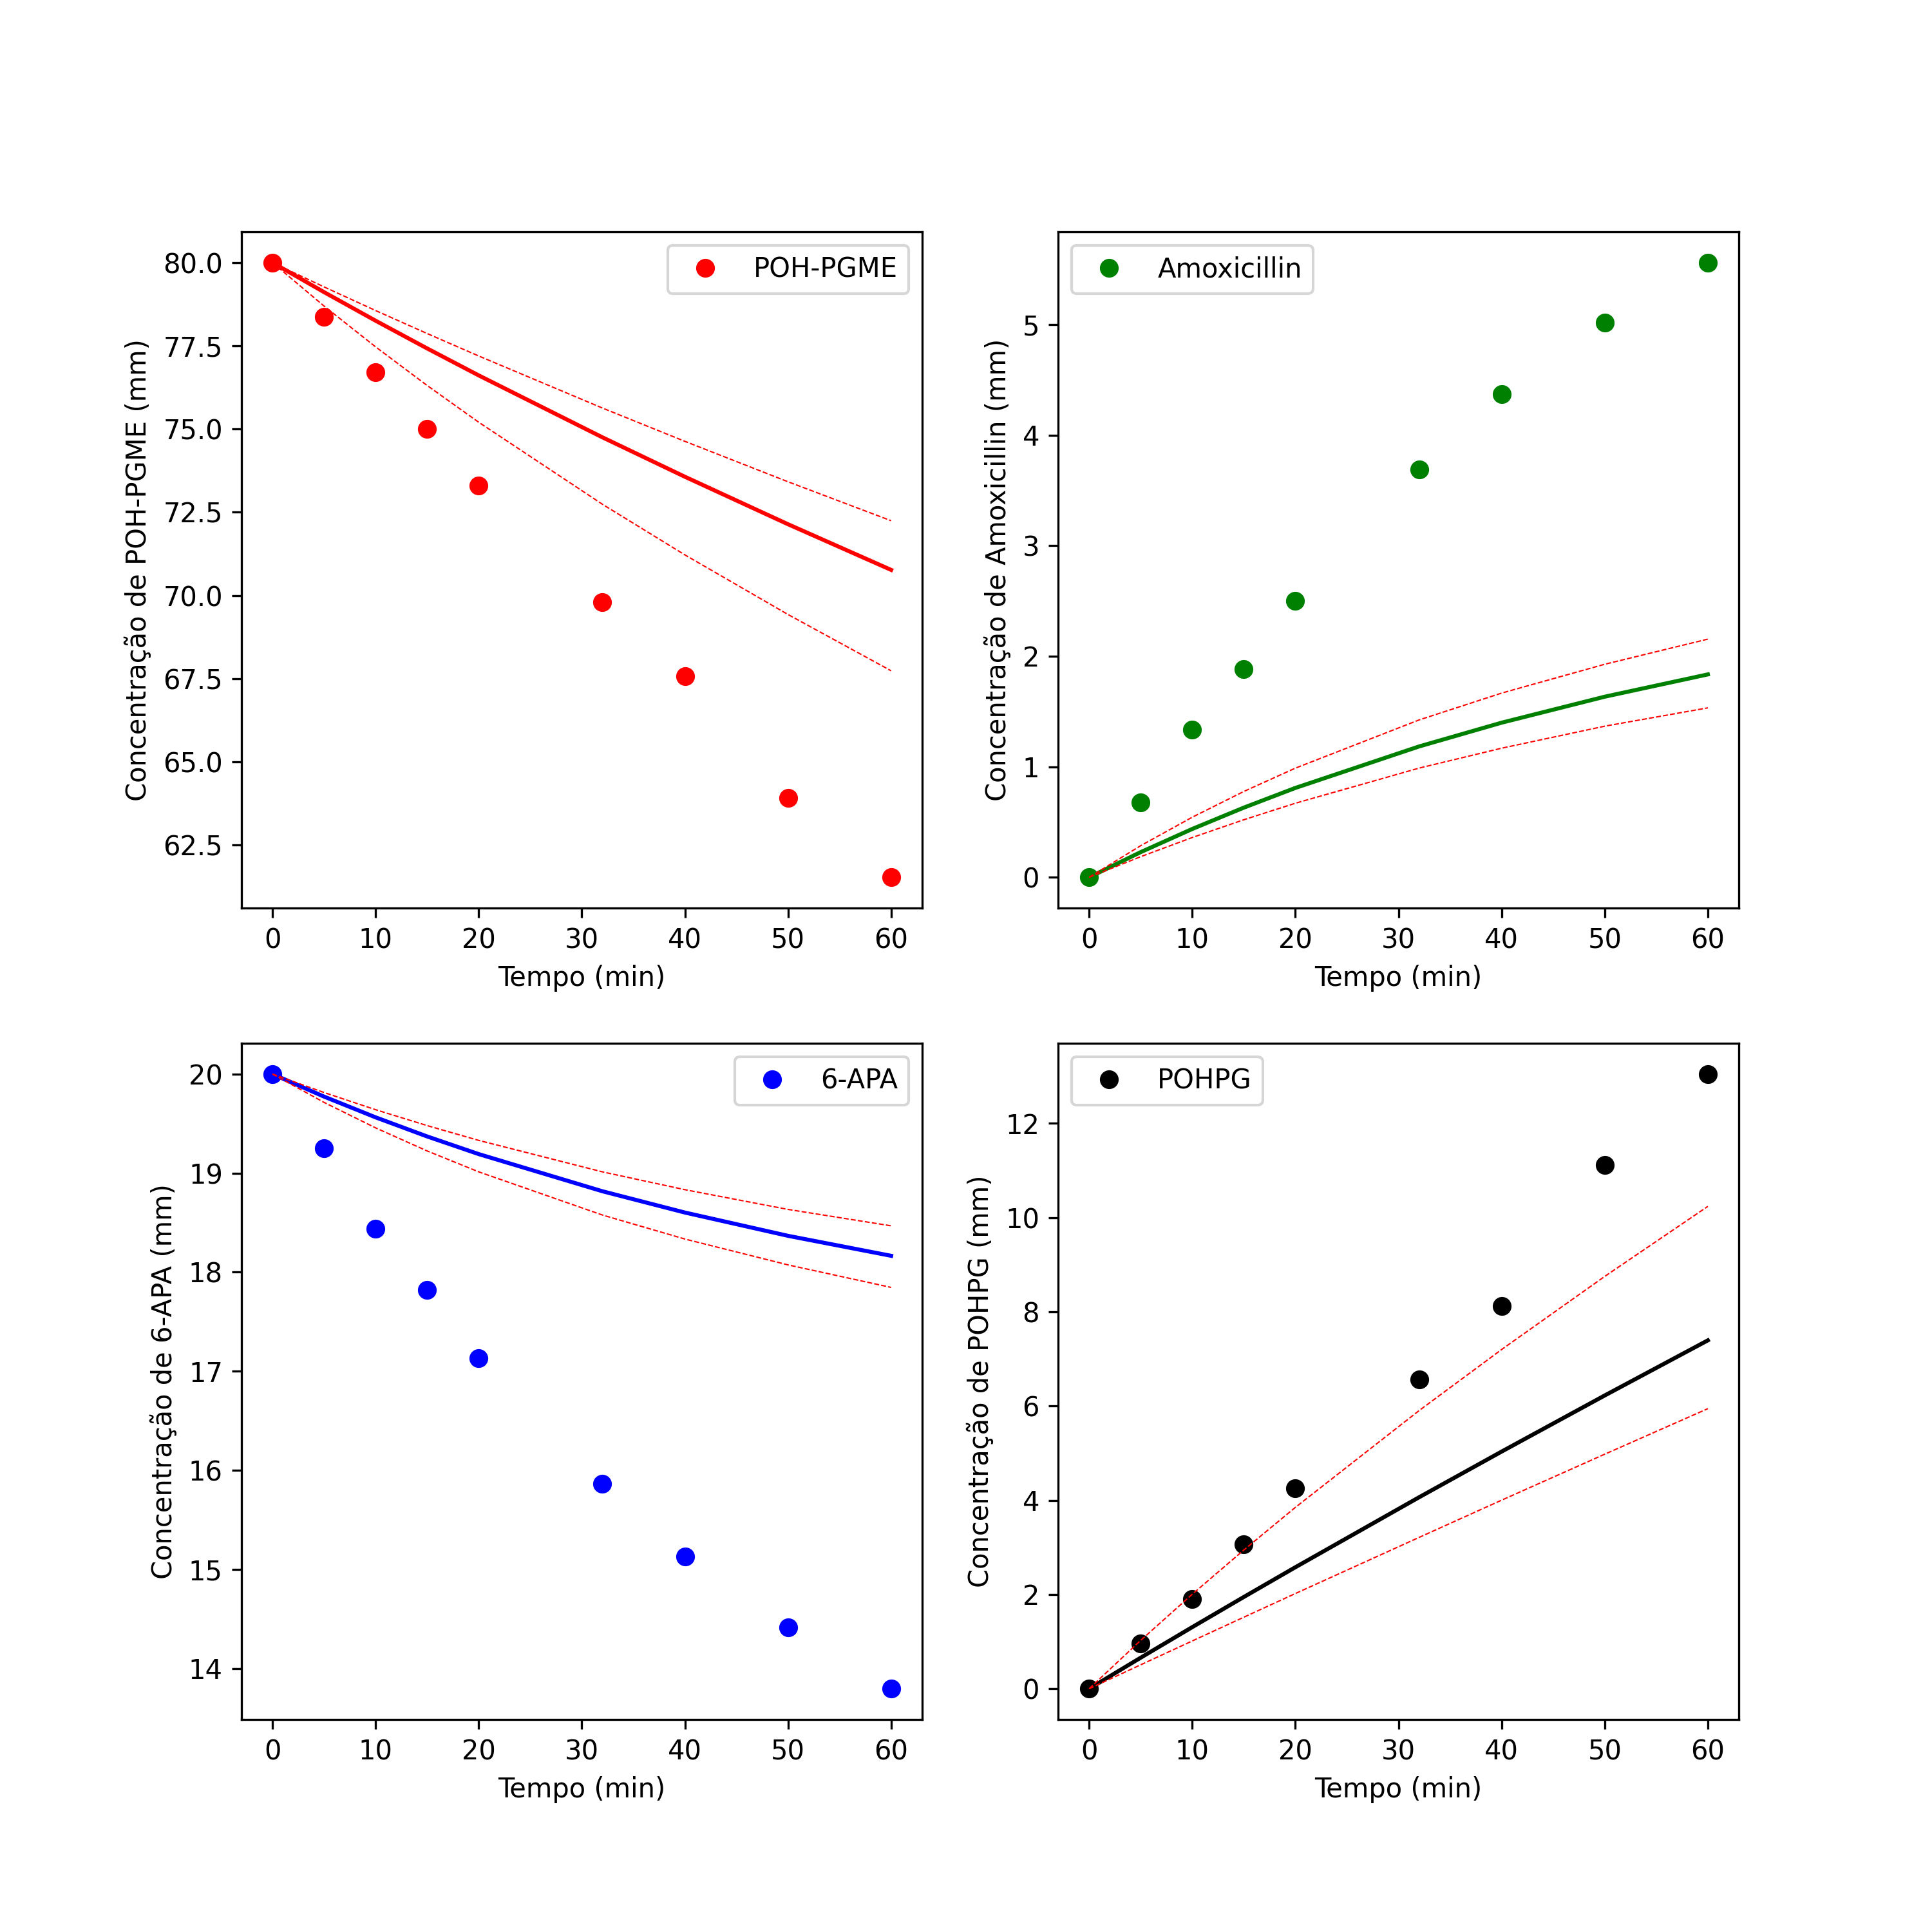 POH-PGME
Concentração de POH-PGME (mm)
80.0
77.5
75.0
72.5
70.0
67.5
65.0
62.5
0 10 20 30 40 50 60
Tempo (min)
Amoxicillin
Concentração de Amoxicillin (mm)
5
4
3
2
1
0
0 10 20 30 40 50 60
Tempo (min)
6-APA
Concentração de 6-APA (mm)
20
19
18
17
16
15
14
0 10 20 30 40 50 60
Tempo (min)
POHPG
Concentração de POHPG (mm)
12
10
8
6
4
2
0
0 10 20 30 40 50 60
Tempo (min)